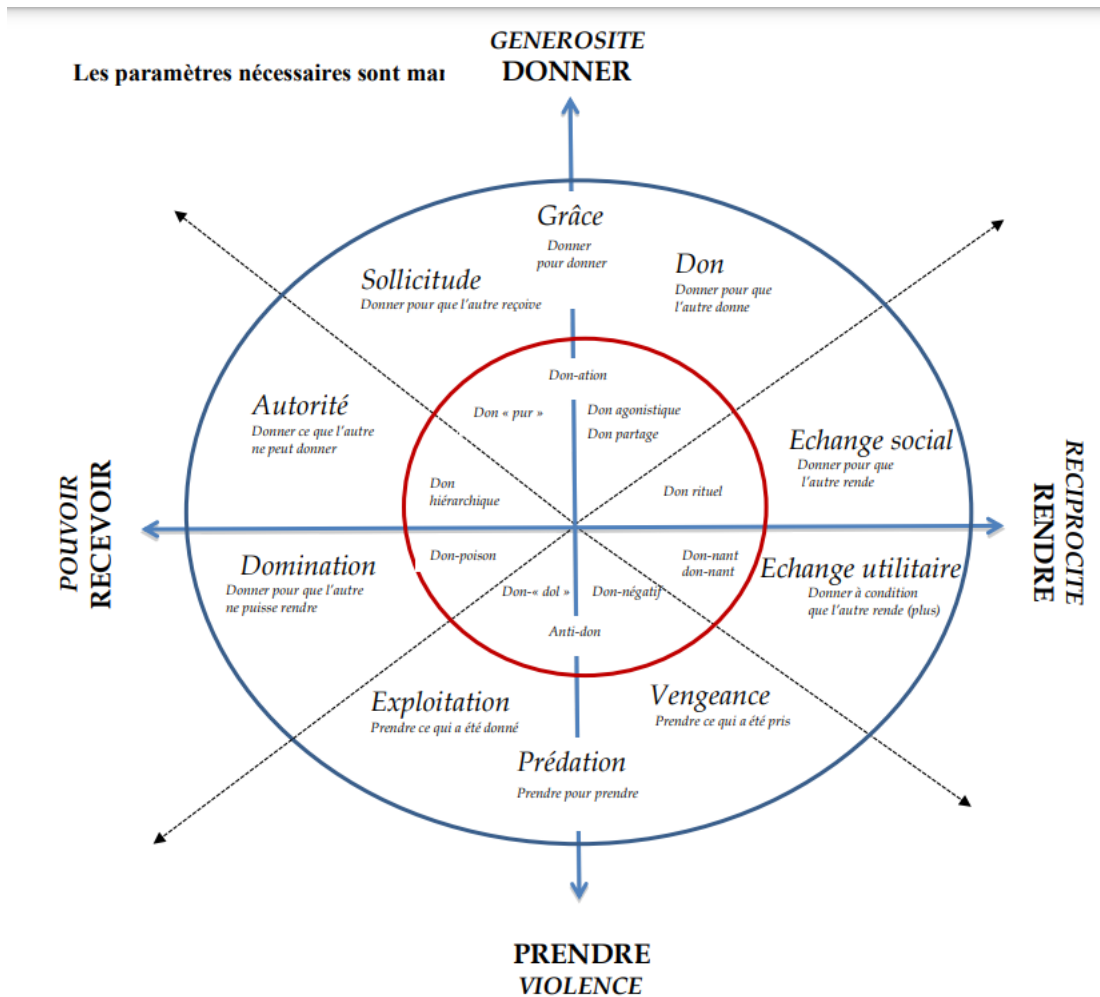 GENEROSITE
DONNER
Les paramètres nécessaires sont
Grâce
Donner
pour donner
Sollicitude
Donner pour que l'autre reçoive
Don
Donner pour que
l'autre donne
Don-ation
Don « pur »
Don agonistique
Don partage
Autorité
Donner ce que l'autre
ne peut donner
Echange social
Donner pour que
l'autre rende
Don
hiérarchique
Don rituel
POUVOIR
RECEVOIR
RECIPROCITE
RENDRE
Domination
Donner pour que l'autre
ne puisse rendre
Don-poison
Don-nant
don-nant
Echange utilitaire
Donner à condition
que l'autre rende (plus)
Don-« dol »
Don-négatif
Anti-don
Exploitation
Prendre ce qui a été donné
Vengeance
Prendre ce qui a été pris
Prédation
Prendre pour prendre
PRENDRE
VIOLENCE